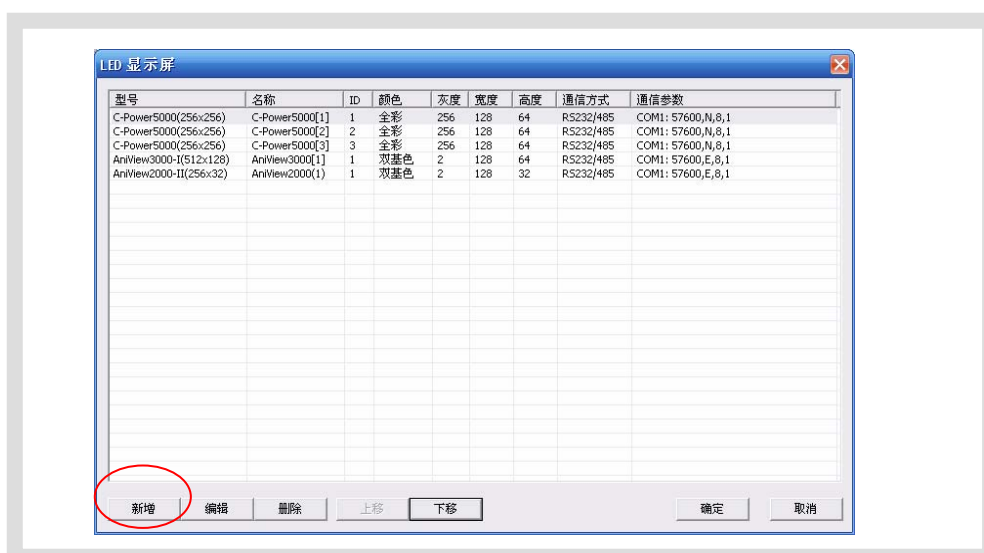 LED 显示屏
型号 名称 ID 颜色 灰度 宽度 高度 通信方式 通信参数
C-Power5000(256x256) C-Power5000[1] 1 全彩 256 128 64 RS232/485 COM1: 57600,N,8,1
C-Power5000(256x256) C-Power5000[2] 2 全彩 256 128 64 RS232/485 COM1: 57600,N,8,1
C-Power5000(256x256) C-Power5000[3] 3 全彩 256 128 64 RS232/485 COM1: 57600,N,8,1
AniView3000-I(512x128) AniView3000[1] 1 双基色 2 128 64 RS232/485 COM1: 57600,E,8,1
AniView2000-II(256x32) AniView2000(1) 1 双基色 2 128 32 RS232/485 COM1: 57600,E,8,1
新增 编辑 删除 上移 下移 确定 取消